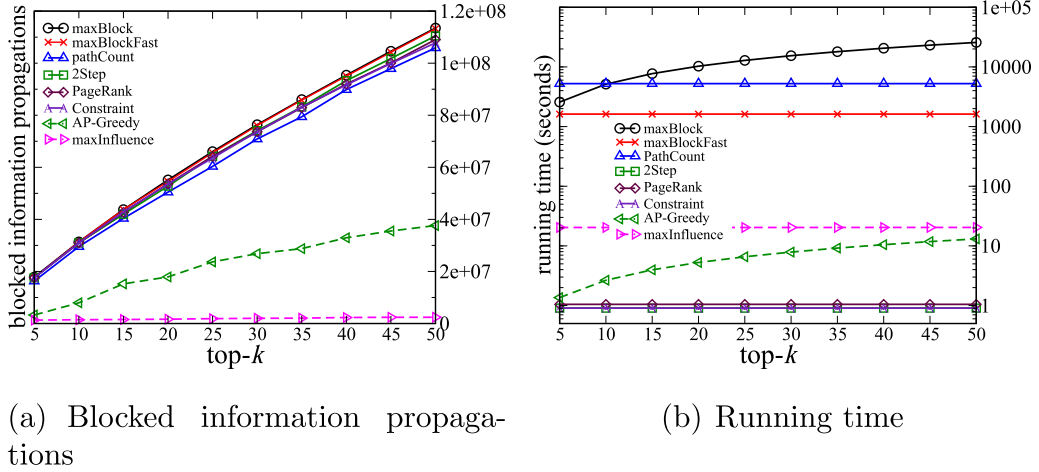 blocked information propagations
maxBlock
maxBlockFast
pathCount
2Step
PageRank
Constraint
AP-Greedy
maxInfluence
1.2e+08
1e+08
8e+07
6e+07
4e+07
2e+07
0
5 10 15 20 25 30 35 40 45 50
top-k
(a) Blocked information propaga-
tions
running time (seconds)
maxBlock
maxBlockFast
PathCount
2Step
PageRank
Constraint
AP-Greedy
maxInfluence
1e+05
10000
1000
100
10
1
5 10 15 20 25 30 35 40 45 50
top-k
(b) Running time